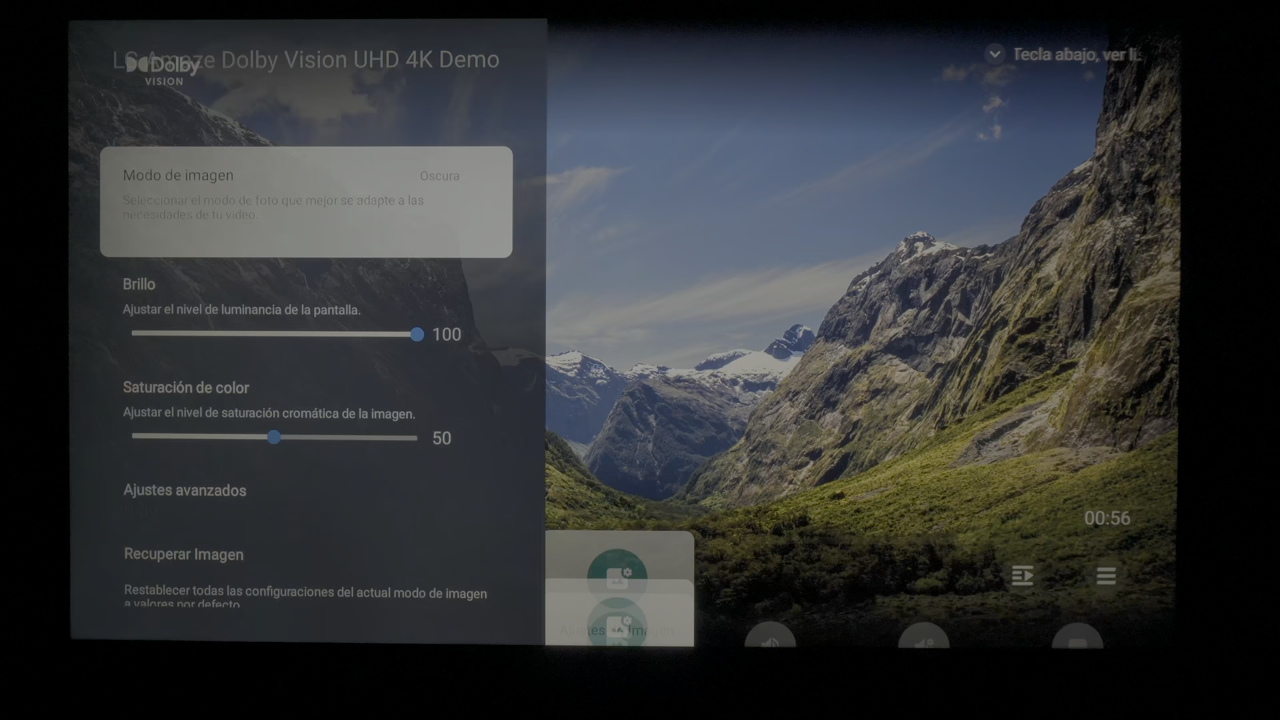 LG Amaze Dolby Vision UHD 4K Demo
Dolby
VISION
Tecla abajo, ver li
Modo de imagen
Oscura
Seleccionar el modo de foto que mejor se adapte a las
necesidades de tu video.
Brillo
Ajustar el nivel de luminancia de la pantalla.
100
Saturación de color
Ajustar el nivel de saturación cromática de la imagen.
50
Ajustes avanzados
00:56
Recuperar Imagen
Restablecer todas las configuraciones del actual modo de imagen
a valores por defecto